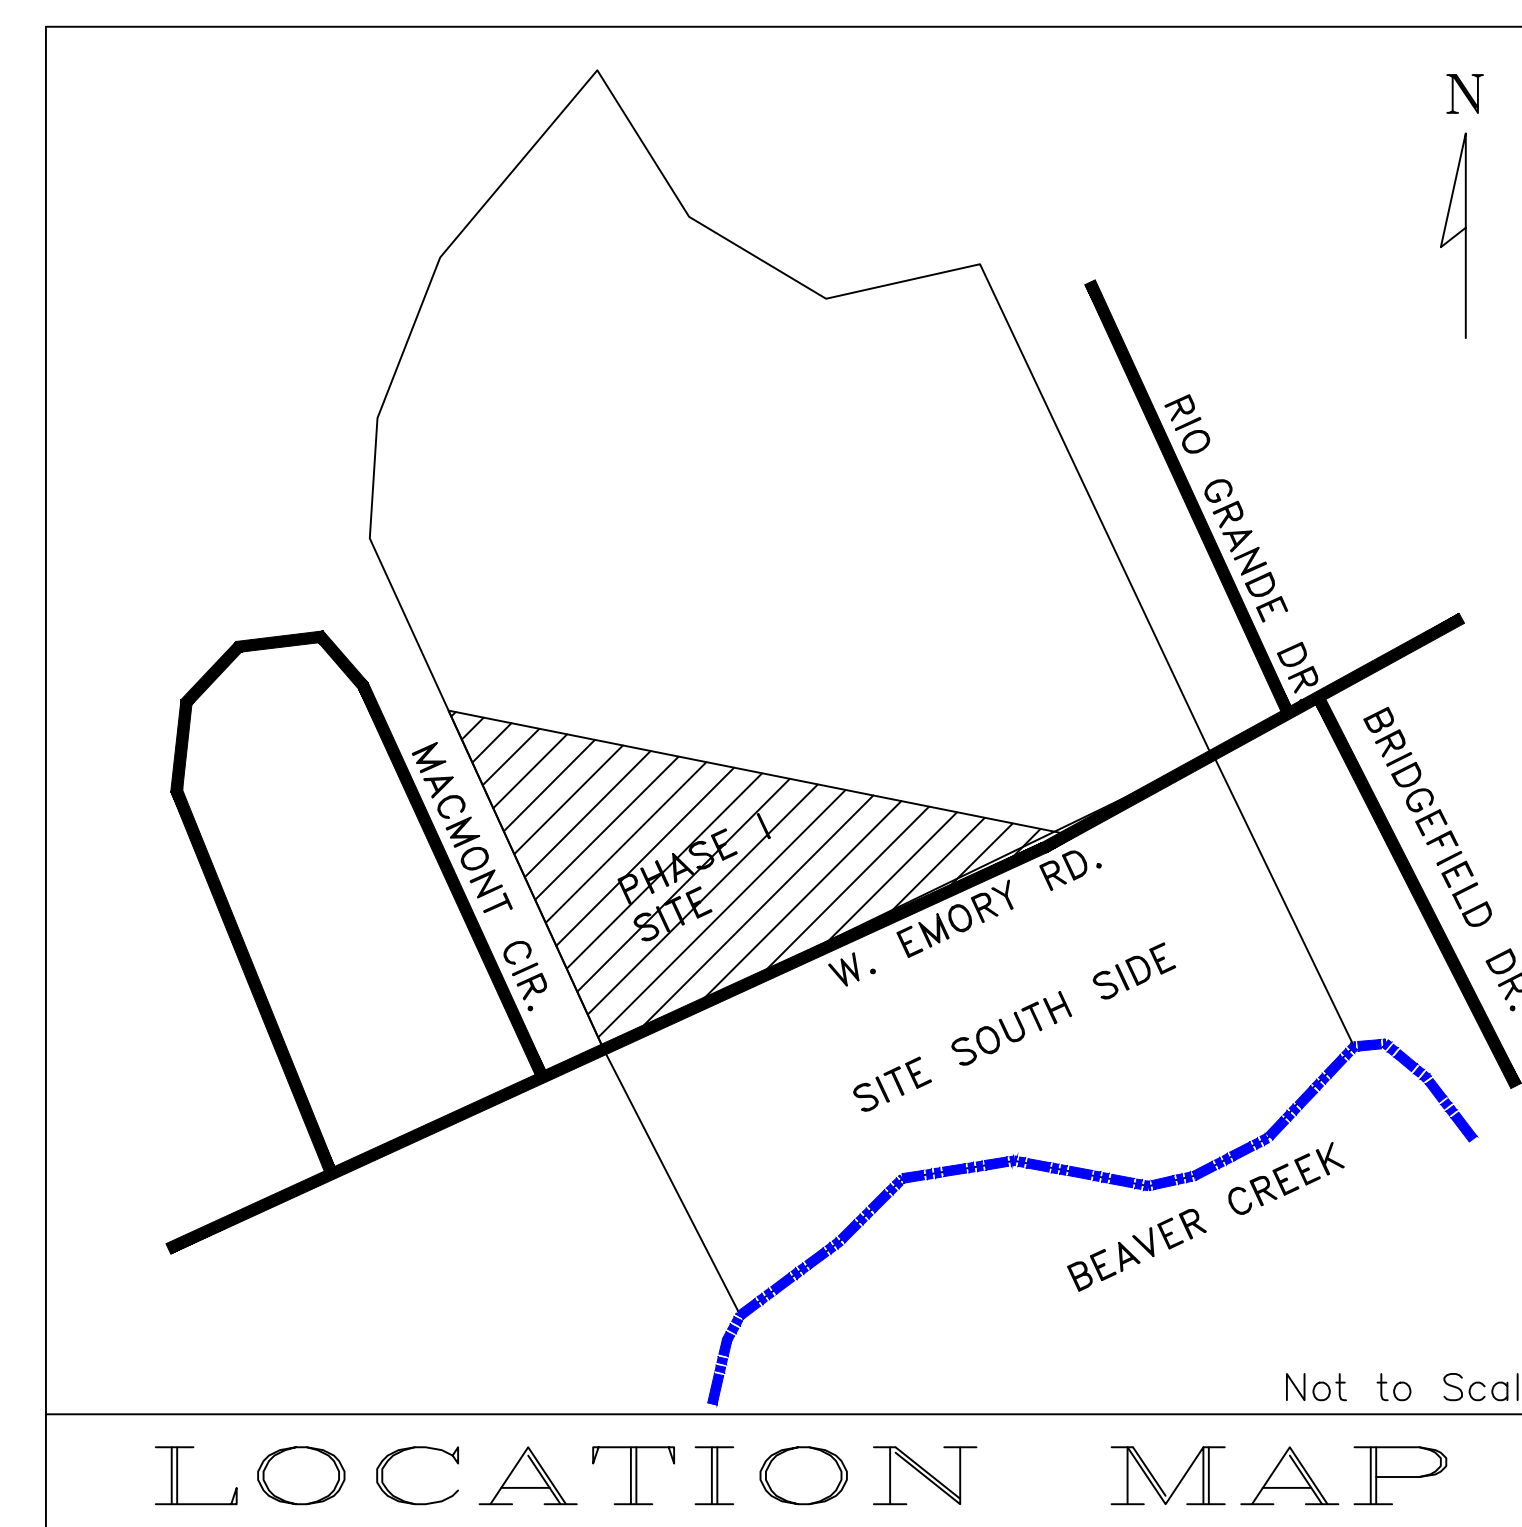 N
RIO GRANDE DR
MACMONT CIR.
BRIDGEFIELD DR.
PHASE I
SITE
W. EMORY RD.
SITE SOUTH SIDE
BEAVER CREEK
Not to Scal
LOCATION MAP